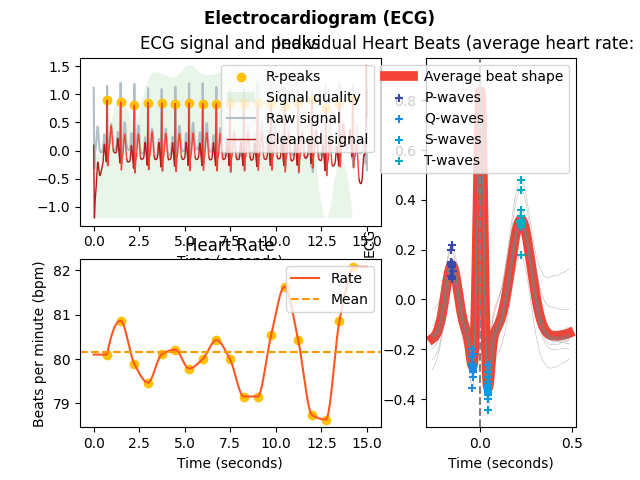 Electrocardiogram (ECG)
ECG signal and peaks
Individual Heart Beats (average heart rate:
1.5
1.0
0.5
0.0
−0.5
−1.0
R-peaks
Signal quality
Raw signal
Cleaned signal
0.0 2.5 5.0 7.5 10.0 12.5 15.0
Time (seconds)
Heart Rate
Beats per minute (bpm)
82
81
80
79
Rate
Mean
0.0 2.5 5.0 7.5 10.0 12.5 15.0
Time (seconds)
ECG
Average beat shape
P-waves
Q-waves
S-waves
T-waves
0.8
0.6
0.4
0.2
0.0
−0.2
−0.4
0.0 0.5
Time (seconds)